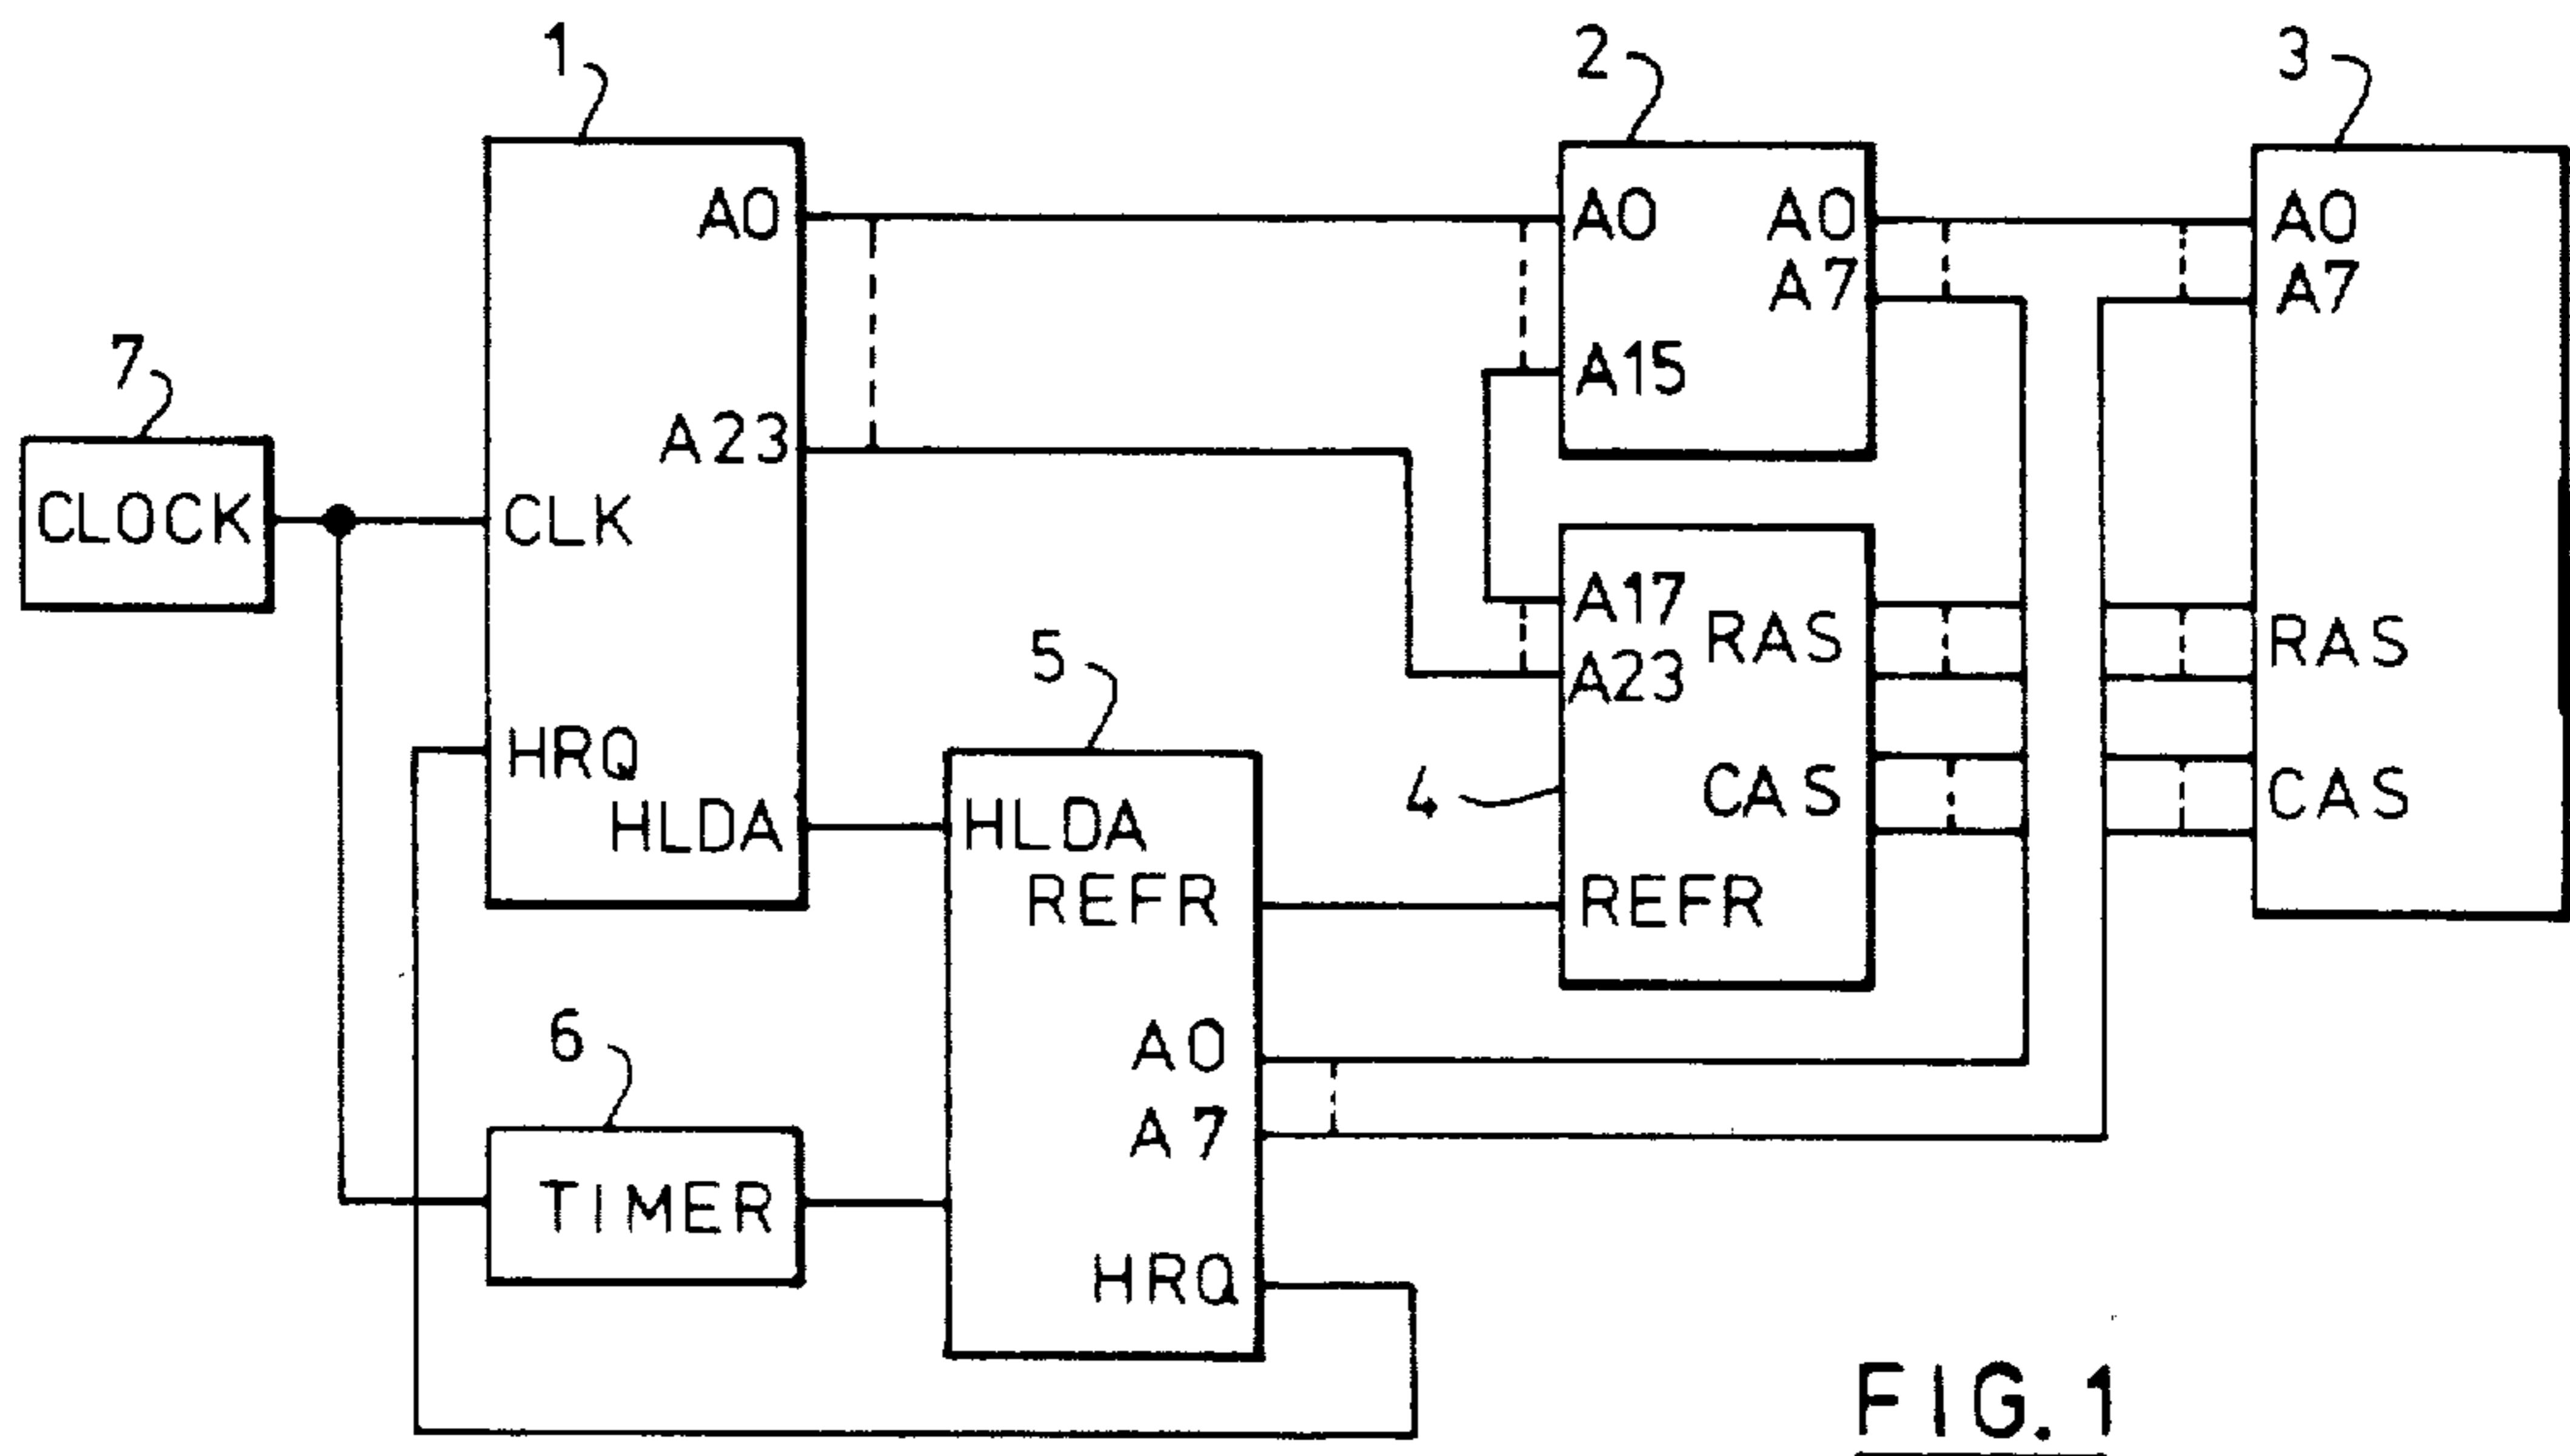 1
2
3
A0
A0
A0
A0
A7
A7
7
A15
A23
CLOCK
CLK
A17
RAS
RAS
5
A23
HRQ
4
CAS
CAS
HLDA
HLDA
REFR
REFR
6
A0
A7
TIMER
HRQ
FIG. 1